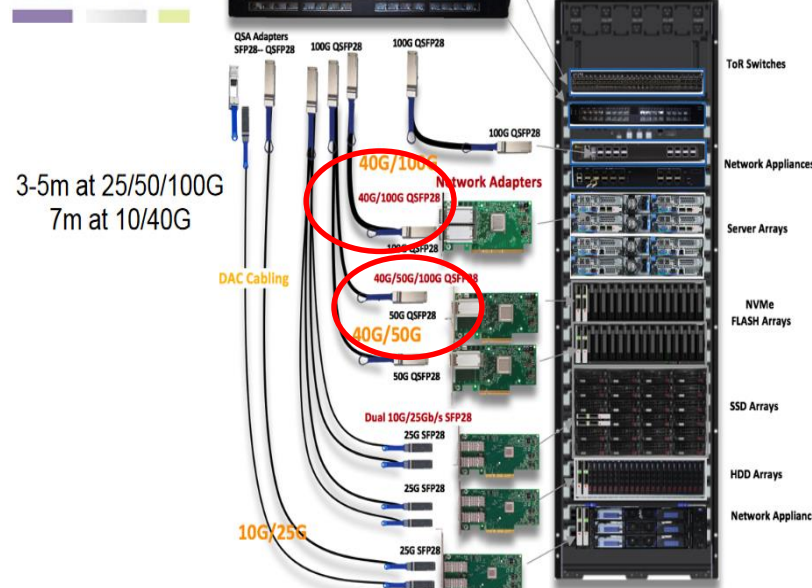 QSA Adapters
SFP28-- QSFP28
100G QSFP28
100G QSFP28
ToR Switches
100G QSFP28
40G/100G
Network Adapters
Network Appliances
3-5m at 25/50/100G
7m at 10/40G
40G/100G QSFP28
Server Arrays
100G QSFP28
DAC Cabling
40G/50G/100G QSFP28
50G QSFP28
NVMe
FLASH Arrays
40G/50G
50G QSFP28
SSD Arrays
Dual 10G/25Gb/s SFP28
25G SFP28
HDD Arrays
25G SFP28
Network Applianc
10G/25G
25G SFP28